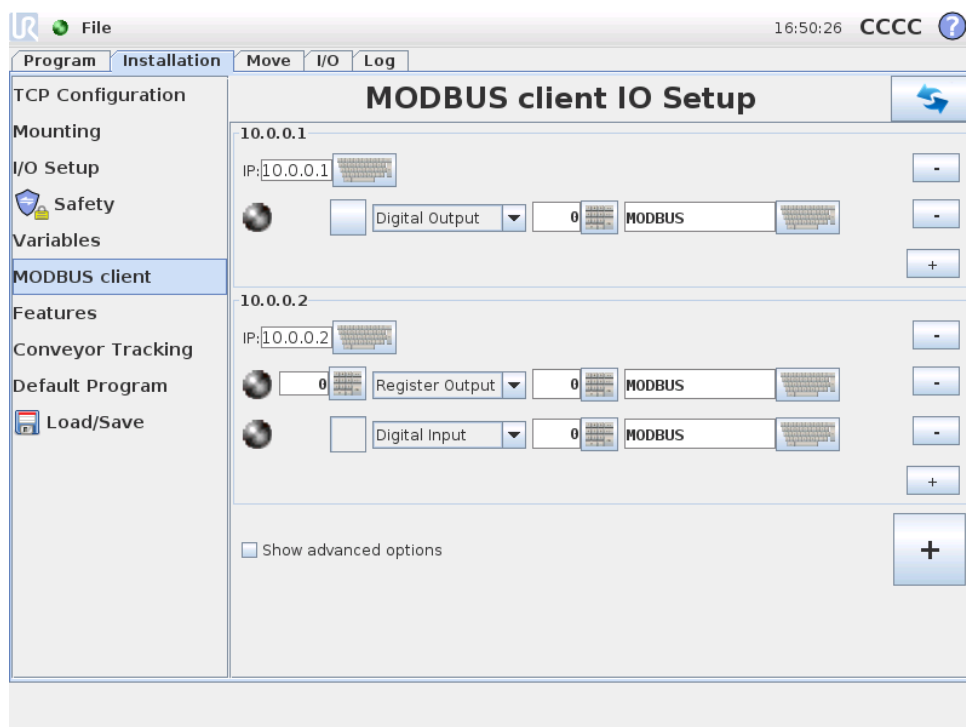 UR File 16:50:26 CCCC ?
Program Installation Move I/O Log
TCP Configuration
Mounting
I/O Setup
Safety
Variables
MODBUS client
Features
Conveyor Tracking
Default Program
Load/Save
MODBUS client IO Setup
10.0.0.1
IP: 10.0.0.1 -
Digital Output 0 MODBUS -
+
10.0.0.2
IP: 10.0.0.2 -
0 Register Output 0 MODBUS -
Digital Input 0 MODBUS -
+
Show advanced options +